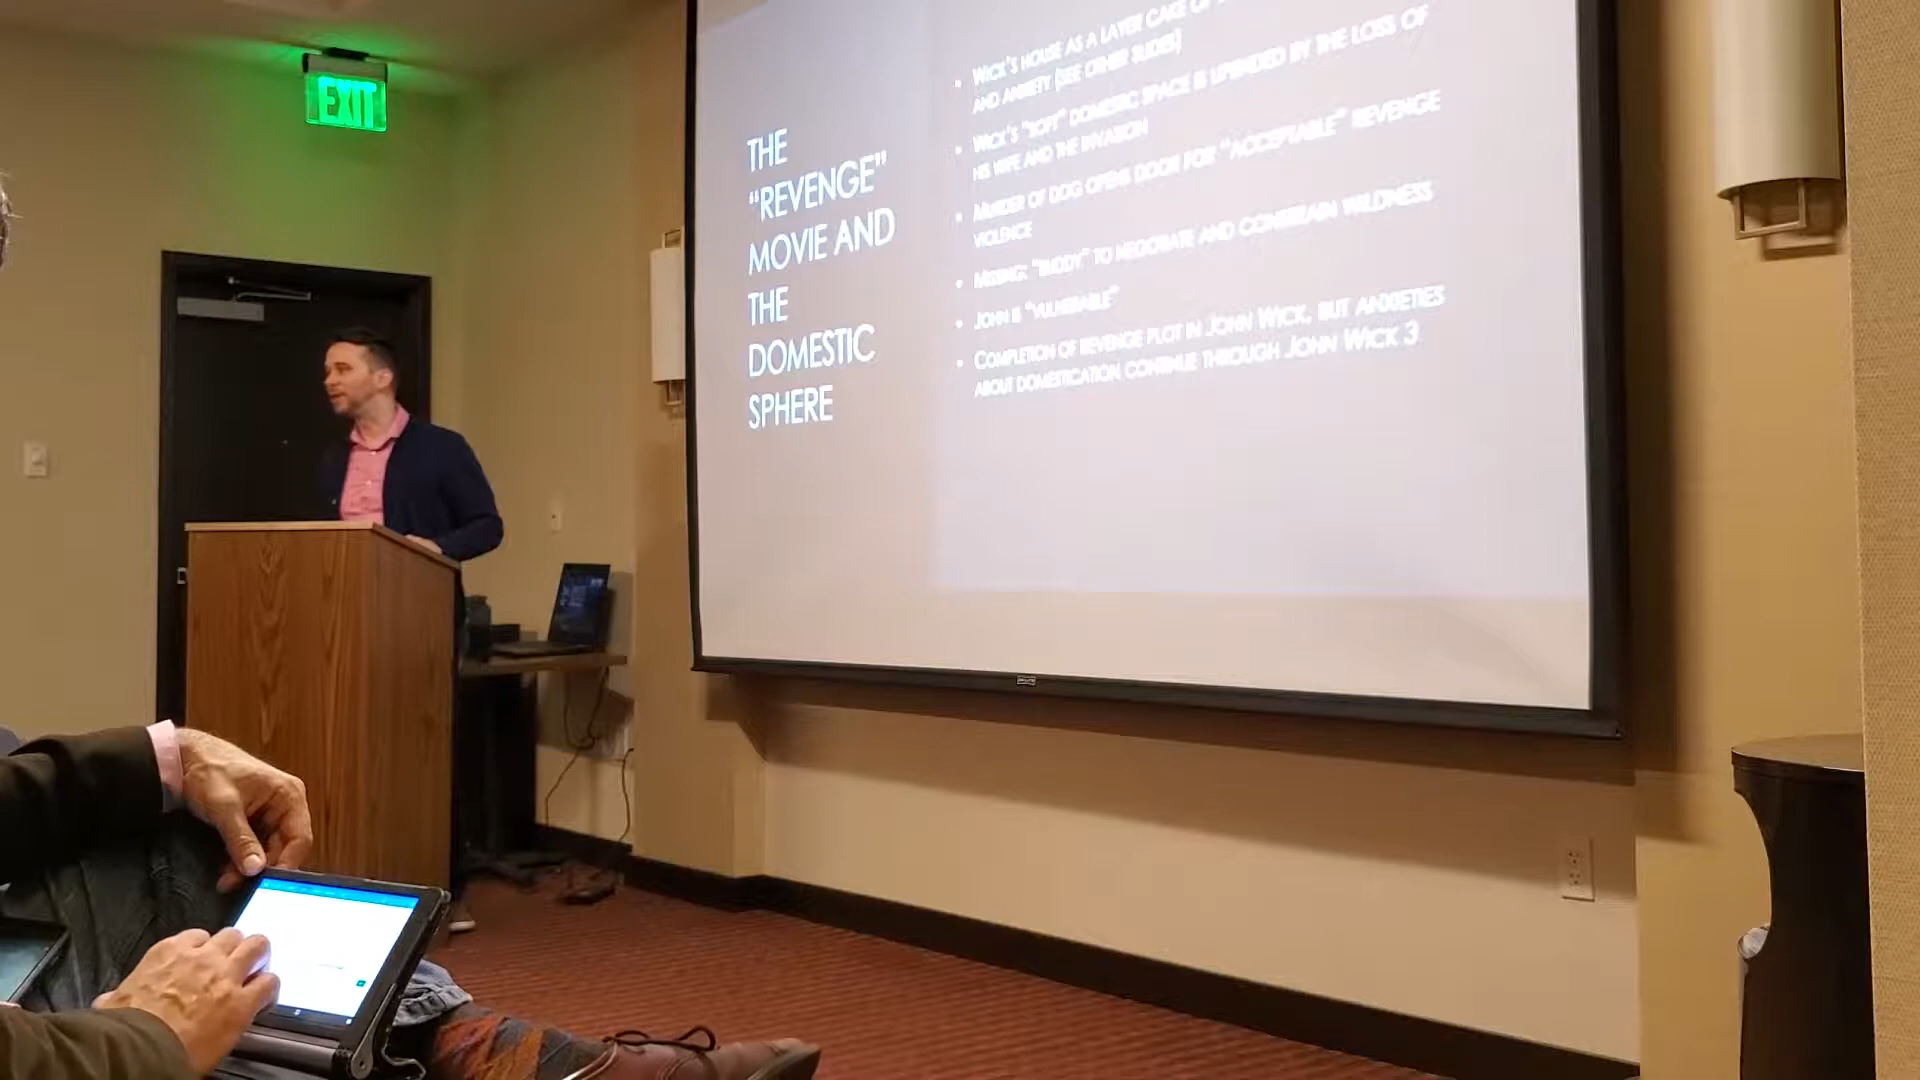 EXIT
THE
"REVENGE"
MOVIE AND
THE
DOMESTIC
SPHERE
• WICK'S HOUSE AS A LAYER CAKE OF
AND ANXIETY (SEE OTHER SLIDES)
• WICK'S "SOFT" DOMESTIC SPACE IS UPENDED BY THE LOSS OF
HIS WIFE AND THE INVASION
• MURDER OF DOG OPENS DOOR FOR "ACCEPTABLE" REVENGE
VIOLENCE
• MISSING: "BUDDY" TO NEGOTIATE AND CONSTRAIN WILDNESS
• JOHN IS "VULNERABLE"
• COMPLETION OF REVENGE PLOT IN JOHN WICK, BUT ANXIETIES
ABOUT DOMESTICATION CONTINUE THROUGH JOHN WICK 3